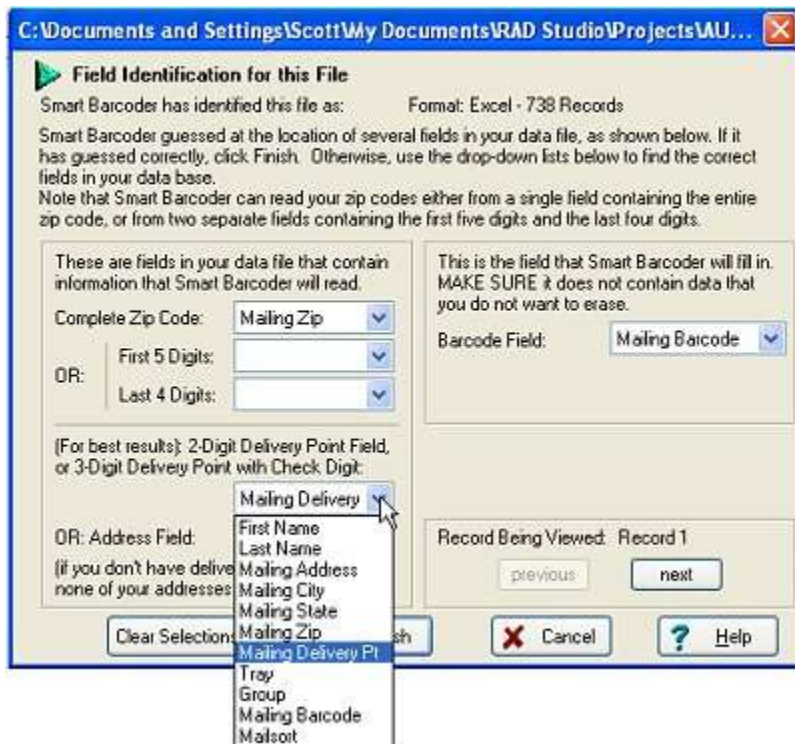 C:\Documents and Settings\Scott\My Documents\RAD Studio\Projects\AU...
Field Identification for this File
Smart Barcoder has identified this file as: Format: Excel - 738 Records
Smart Barcoder guessed at the location of several fields in your data file, as shown below. If it
has guessed correctly, click Finish. Otherwise, use the drop-down lists below to find the correct
fields in your data base.
Note that Smart Barcoder can read your zip codes either from a single field containing the entire
zip code, or from two separate fields containing the first five digits and the last four digits.
These are fields in your data file that contain
information that Smart Barcoder will read.
Complete Zip Code: Mailing Zip
OR:
First 5 Digits:
Last 4 Digits:
(For best results): 2-Digit Delivery Point Field,
or 3-Digit Delivery Point with Check Digit:
Mailing Delivery
OR: Address Field:
(if you don't have delive
none of your addresses
First Name
Last Name
Mailing Address
Mailing City
Mailing State
Mailing Zip
Mailing Delivery Pt
Tray
Group
Mailing Barcode
Mailsort
This is the field that Smart Barcoder will fill in.
MAKE SURE it does not contain data that
you do not want to erase.
Barcode Field: Mailing Barcode
Record Being Viewed: Record 1
previous next
Clear Selections sh Cancel ? Help